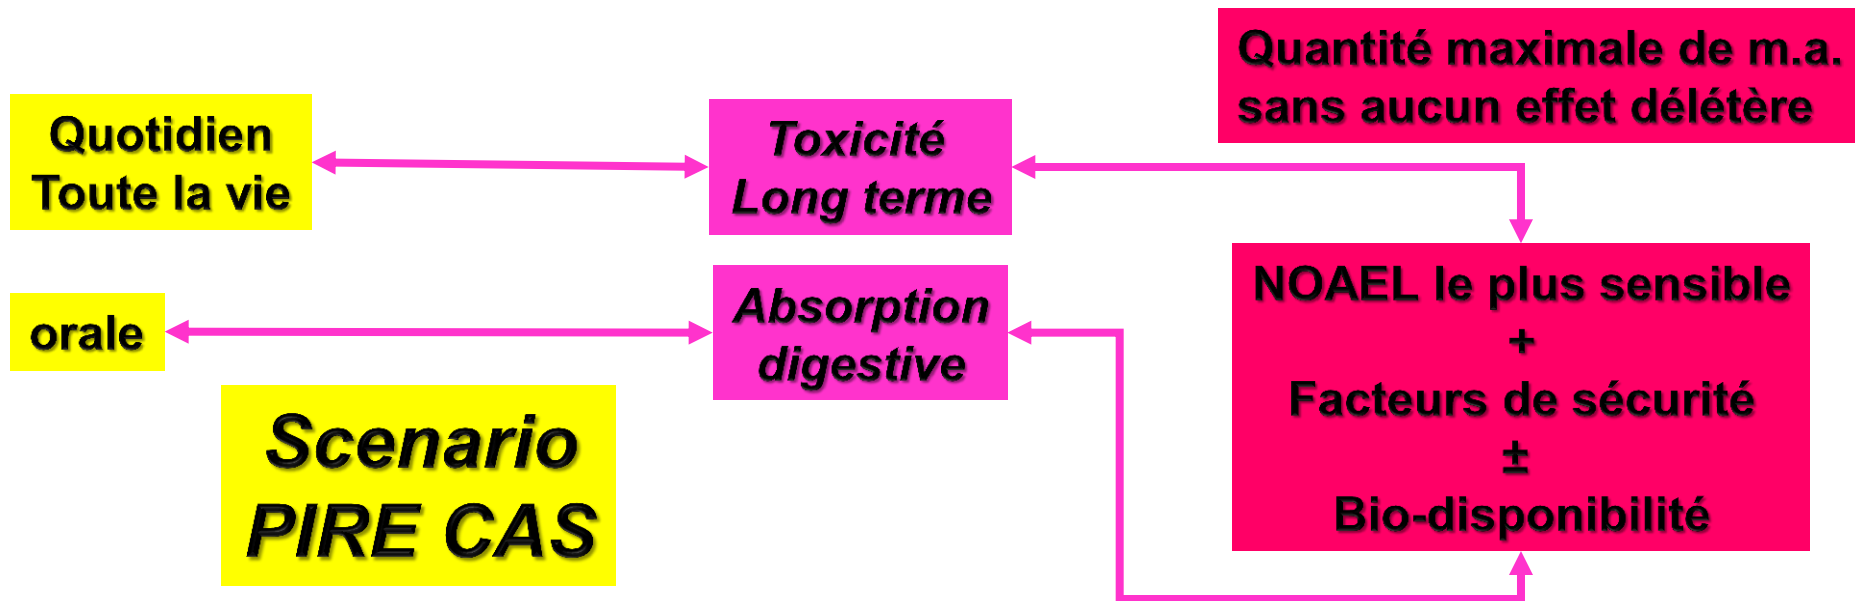 Quantité maximale de m.a.
sans aucun effet délétère
Quotidien
Toute la vie
Toxicité
Long terme
NOAEL le plus sensible
+
Facteurs de sécurité
±
Bio-disponibilité
orale
Absorption
digestive
Scenario
PIRE CAS